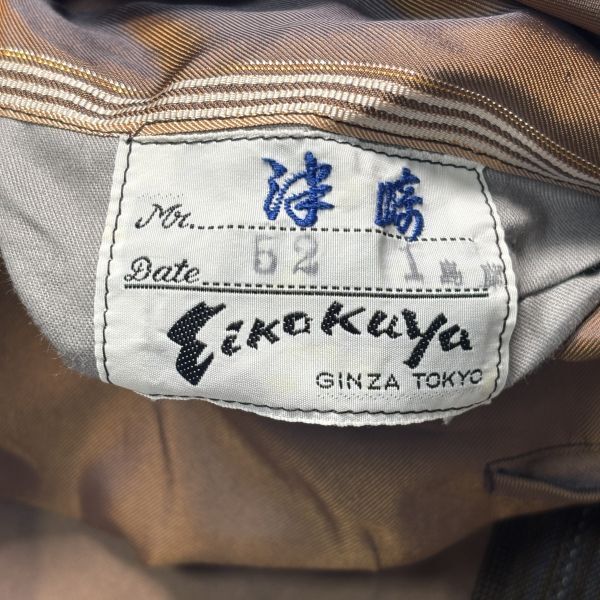 Mr. 津崎
Date 52 1
Eikokuya
GINZA TOKYO